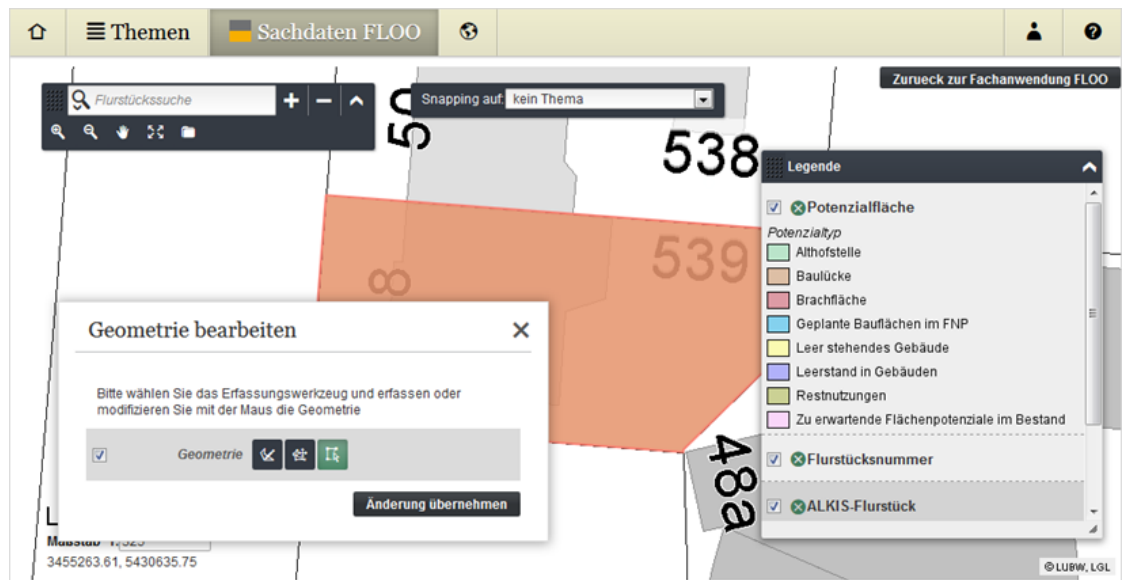 Themen
Sachdaten FLOO
Zurueck zur Fachanwendung FLOO
Flurstückssuche
Snapping auf: kein Thema
50
538
539
8
48a
Legende
Potenzialfläche
Potenzialtyp
Althofstelle
Baulücke
Brachfläche
Geplante Bauflächen im FNP
Leer stehendes Gebäude
Leerstand in Gebäuden
Restnutzungen
Zu erwartende Flächenpotenziale im Bestand
Flurstücksnummer
ALKIS-Flurstück
Geometrie bearbeiten
Bitte wählen Sie das Erfassungswerkzeug und erfassen oder
modifizieren Sie mit der Maus die Geometrie
Geometrie
Änderung übernehmen
3455263.61, 5430635.75
© LUBW, LGL